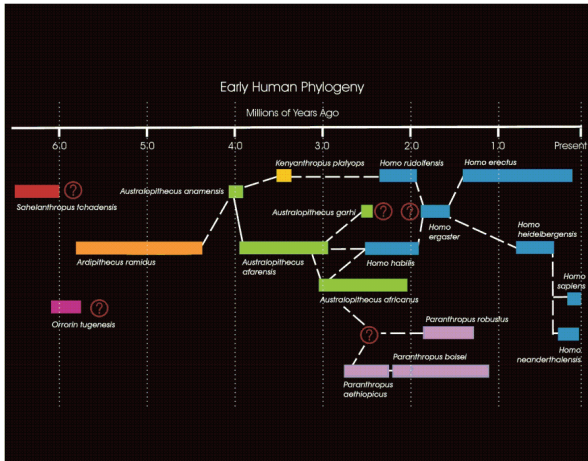 Early Human Phylogeny
Millions of Years Ago
6.0
5.0
4.0
3.0
2.0
1.0
Present
Kenyanthropus platyops
Homo rudolfensis
Homo erectus
?
Australopithecus anamensis
Sahelanthropus tchadensis
Australopithecus garhi
?
?
Homo
ergaster
Homo
heidelbergensis
Ardipithecus ramidus
Australopithecus
afarensis
Homo habilis
Homo
sapiens
Australopithecus africanus
?
Orrorin tugenensis
Paranthropus robustus
?
Homo
neanderthalensis
Paranthropus boisei
Paranthropus
aethiopious